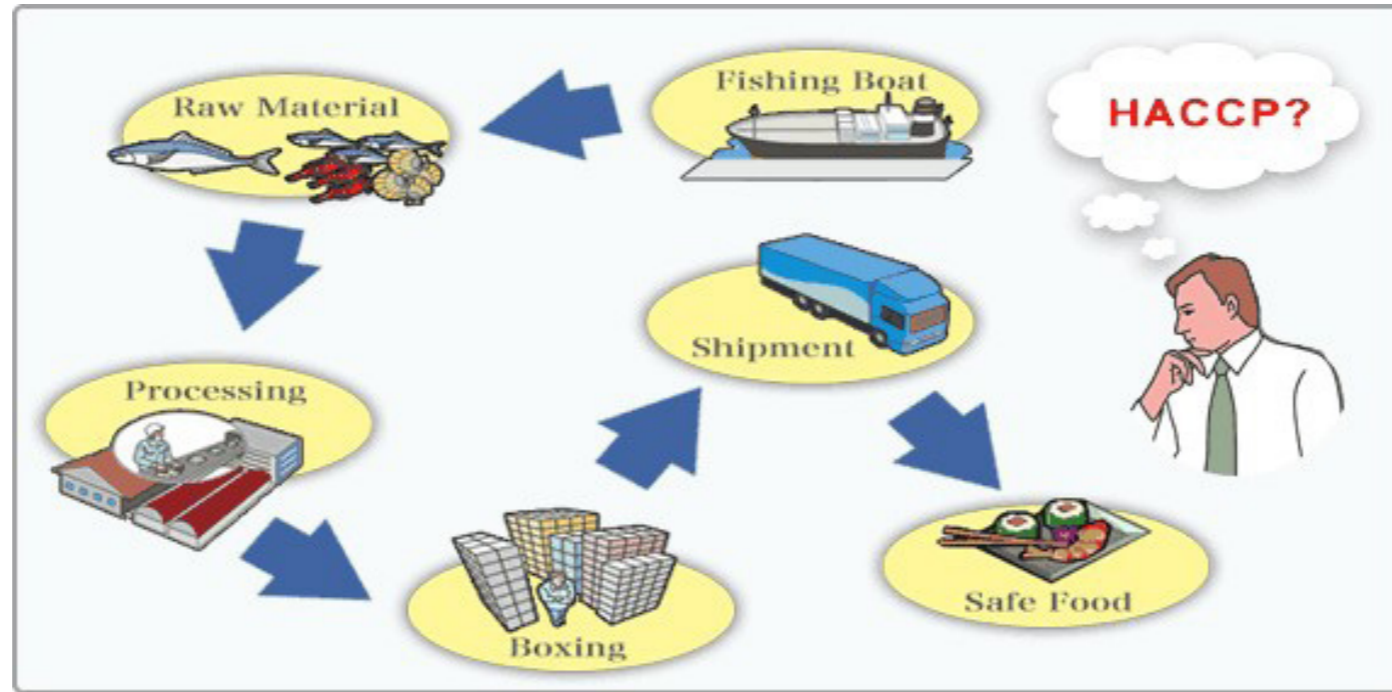 Fishing Boat
Raw Material
HACCP?
Shipment
Processing
Safe Food
Boxing